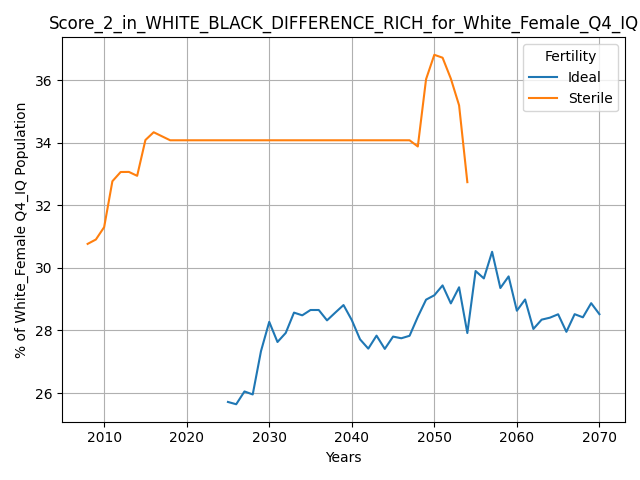 Score_2_in_WHITE_BLACK_DIFFERENCE_RICH_for_White_Female_Q4_IQ
Fertility
Ideal
Sterile
% of White_Female Q4_IQ Population
36
34
32
30
28
26
2010
2020
2030
2040
2050
2060
2070
Years